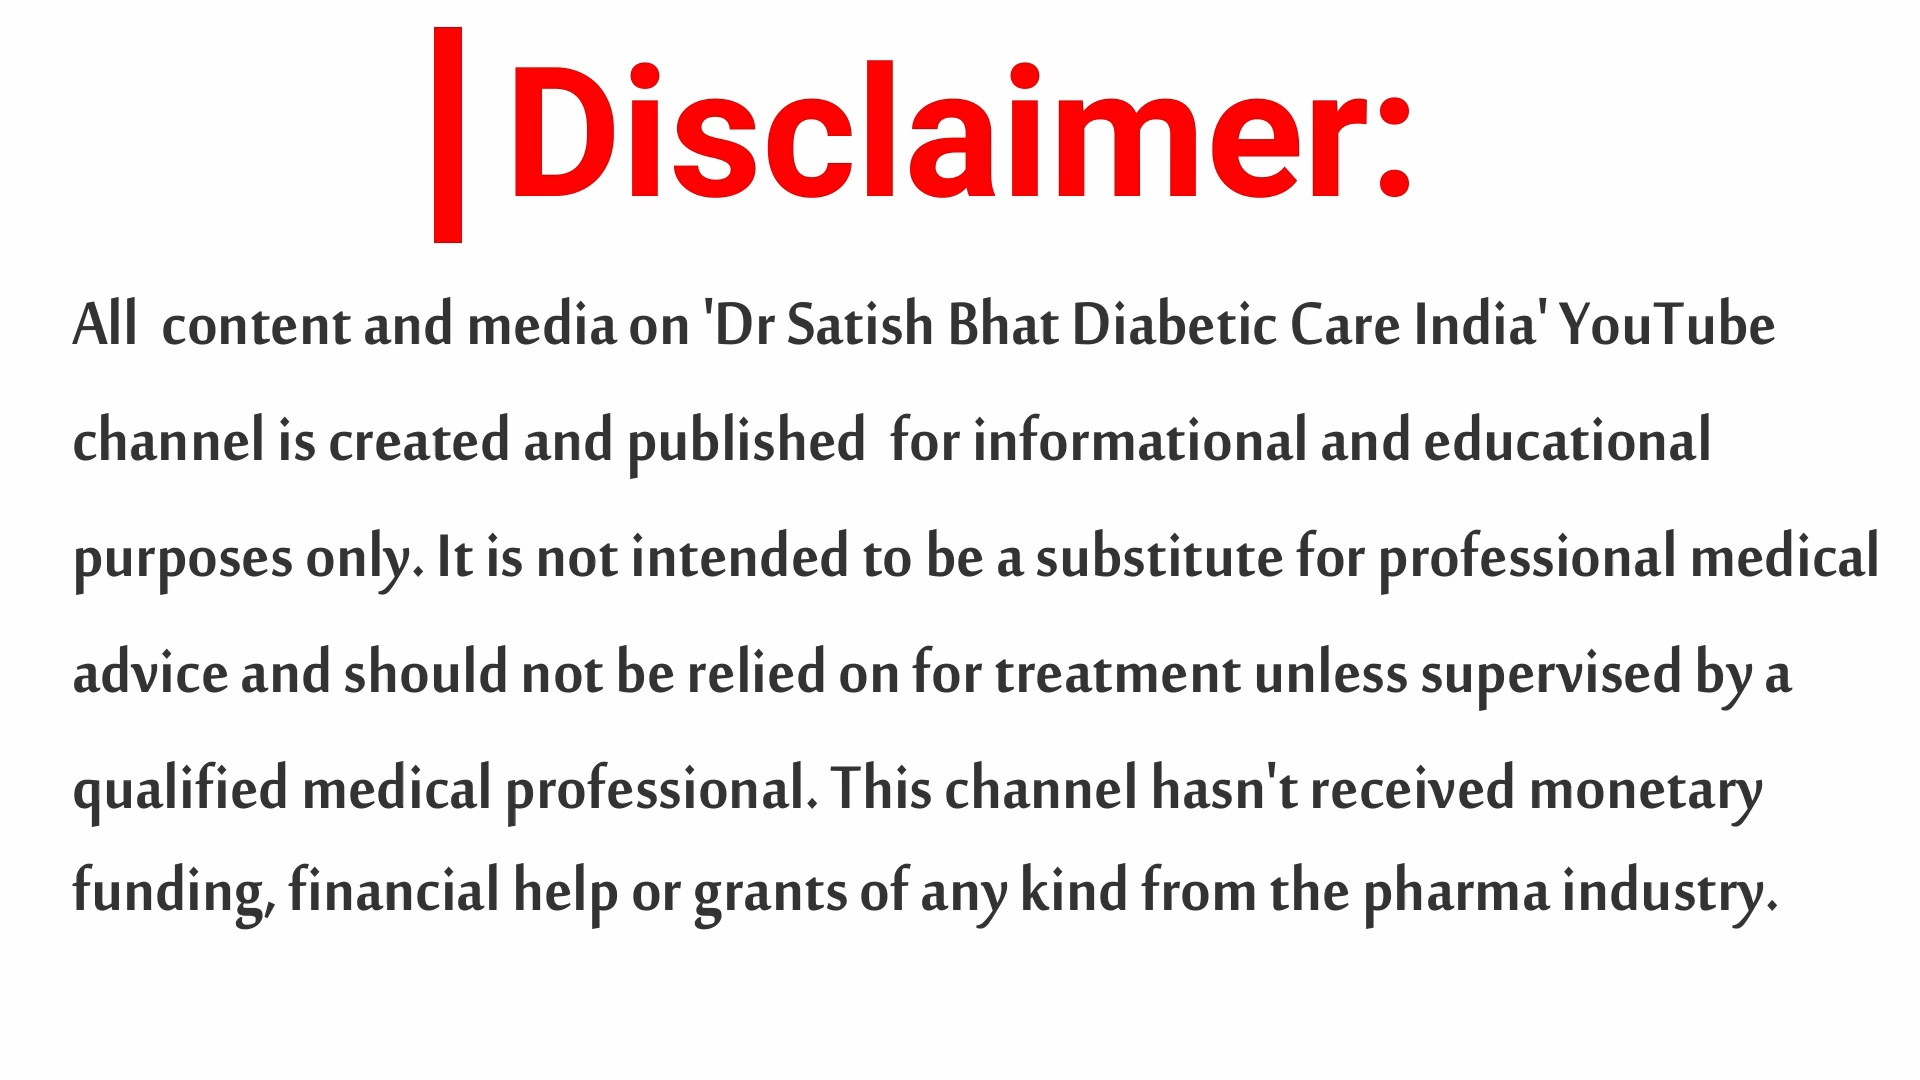 Disclaimer:
All content and media on 'Dr Satish Bhat Diabetic Care India' YouTube
channel is created and published for informational and educational
purposes only. It is not intended to be a substitute for professional medical
advice and should not be relied on for treatment unless supervised by a
qualified medical professional. This channel hasn't received monetary
funding, financial help or grants of any kind from the pharma industry.